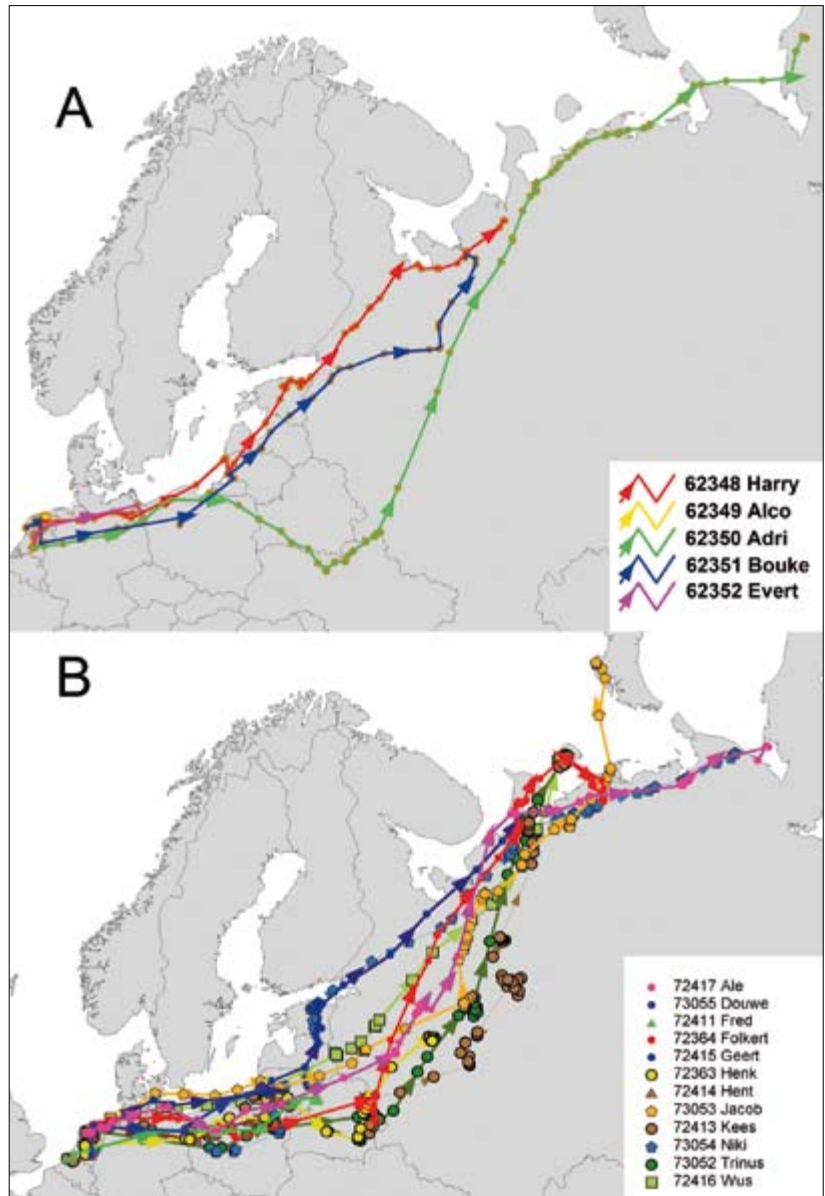 A
62348 Harry
62349 Alco
62350 Adri
62351 Bouke
62352 Evert
B
72417 Ale
73055 Douwe
72411 Fred
72364 Folkert
72415 Geert
72363 Henk
72414 Hent
73053 Jacob
72413 Kees
73054 Niki
73052 Trinus
72416 Wus